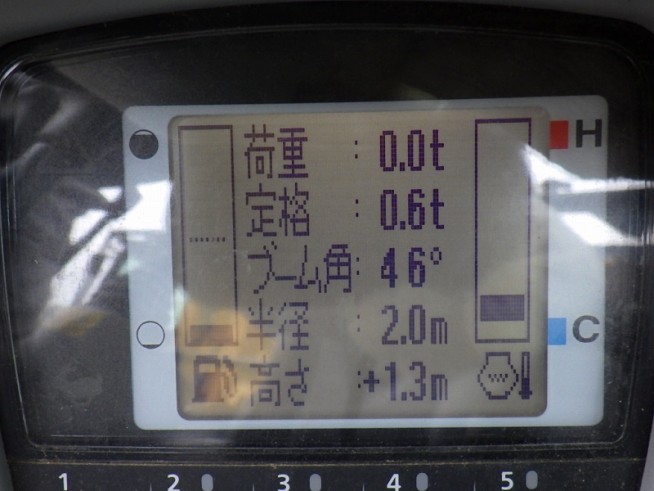 荷重 : 0.0t
H
定格 : 0.6t
ブーム角: 46°
半径 : 2.0m
C
高さ :+1.3m
1 2 3 4 5